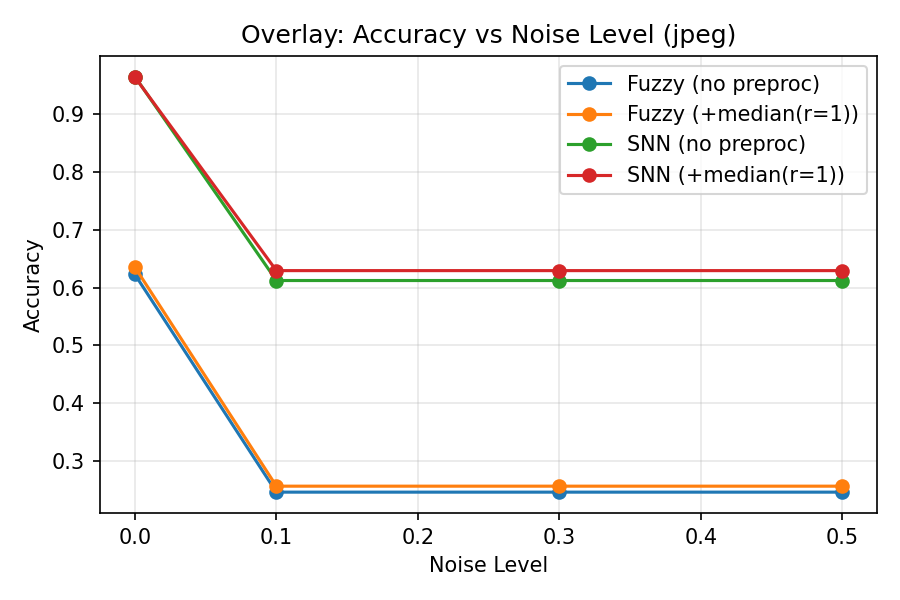 Overlay: Accuracy vs Noise Level (jpeg)
Fuzzy (no preproc)
Fuzzy (+median(r=1))
SNN (no preproc)
SNN (+median(r=1))
Accuracy
0.9
0.8
0.7
0.6
0.5
0.4
0.3
0.0 0.1 0.2 0.3 0.4 0.5
Noise Level